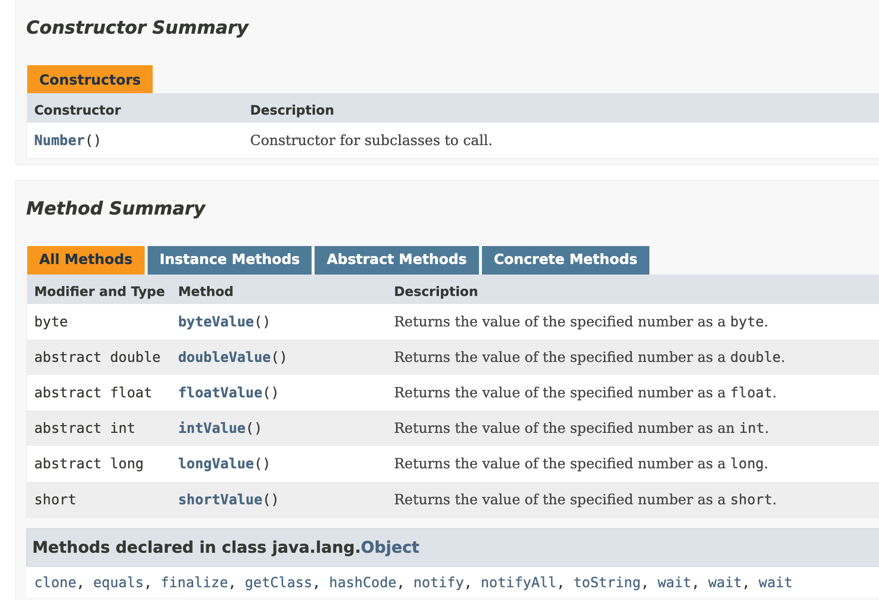 Constructor Summary
Constructors
Constructor Description
Number() Constructor for subclasses to call.
Method Summary
All Methods Instance Methods Abstract Methods Concrete Methods
Modifier and Type Method Description
byte byteValue() Returns the value of the specified number as a byte.
abstract double doubleValue() Returns the value of the specified number as a double.
abstract float floatValue() Returns the value of the specified number as a float.
abstract int intValue() Returns the value of the specified number as an int.
abstract long longValue() Returns the value of the specified number as a long.
short shortValue() Returns the value of the specified number as a short.
Methods declared in class java.lang.Object
clone, equals, finalize, getClass, hashCode, notify, notifyAll, toString, wait, wait, wait